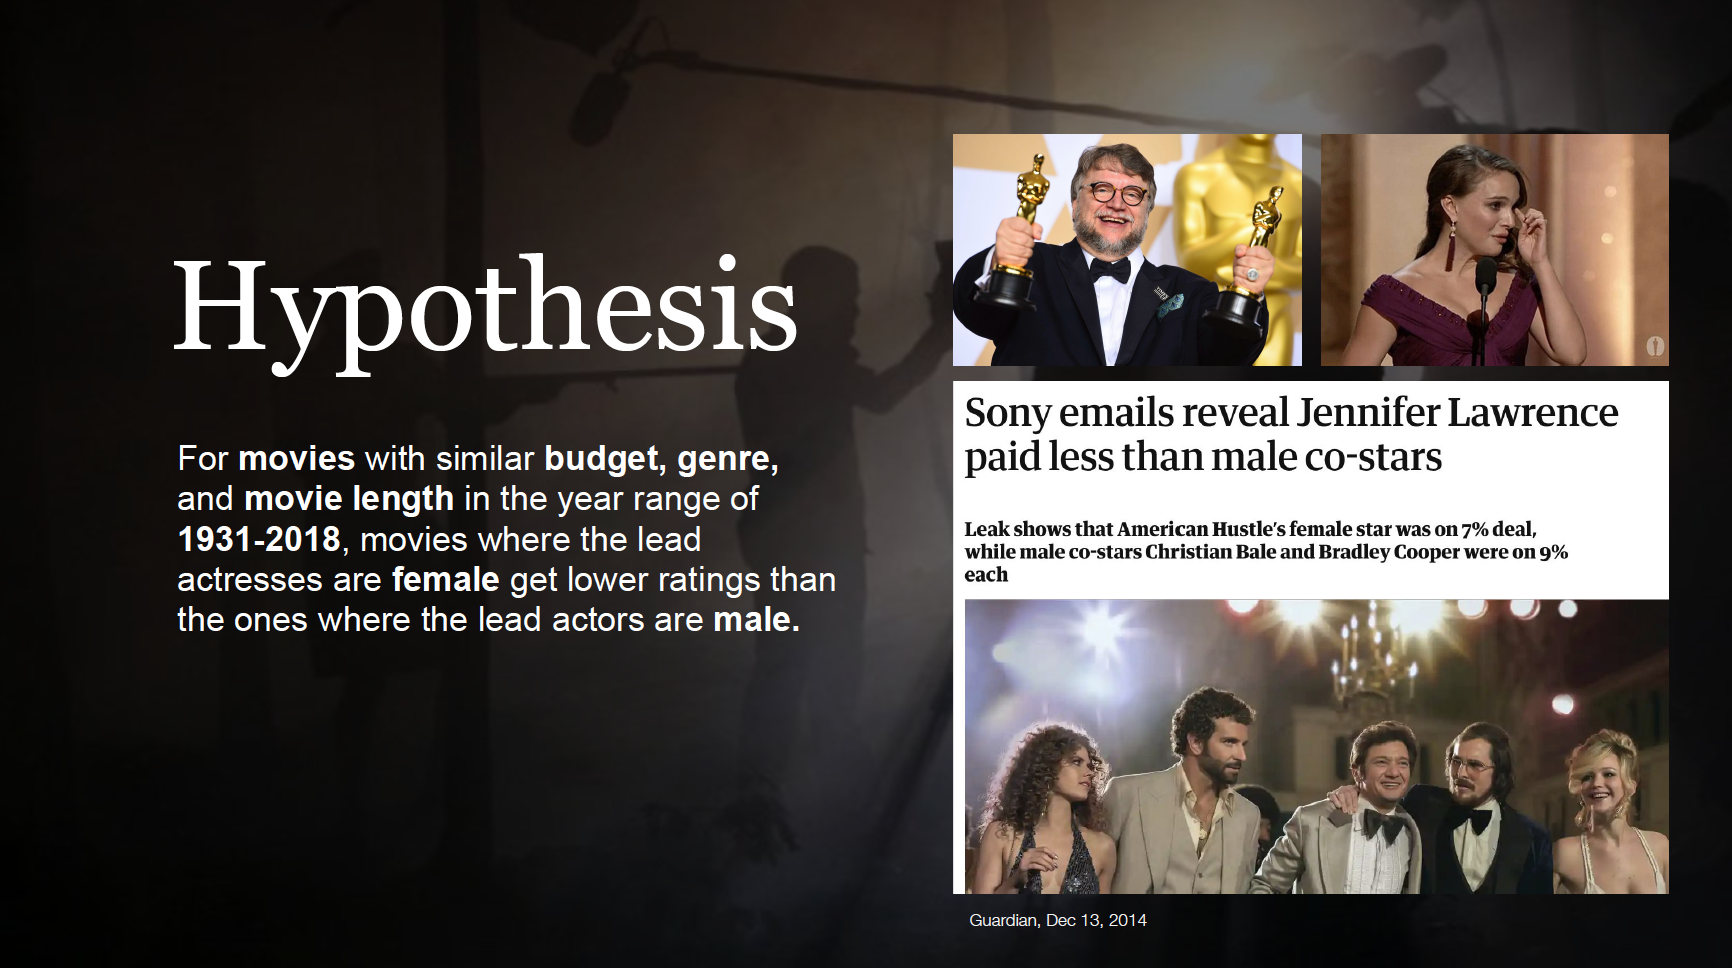 Hypothesis
For movies with similar budget, genre,
and movie length in the year range of
1931-2018, movies where the lead
actresses are female get lower ratings than
the ones where the lead actors are male.
Sony emails reveal Jennifer Lawrence
paid less than male co-stars
Leak shows that American Hustle's female star was on 7% deal,
while male co-stars Christian Bale and Bradley Cooper were on 9%
each
Guardian, Dec 13, 2014